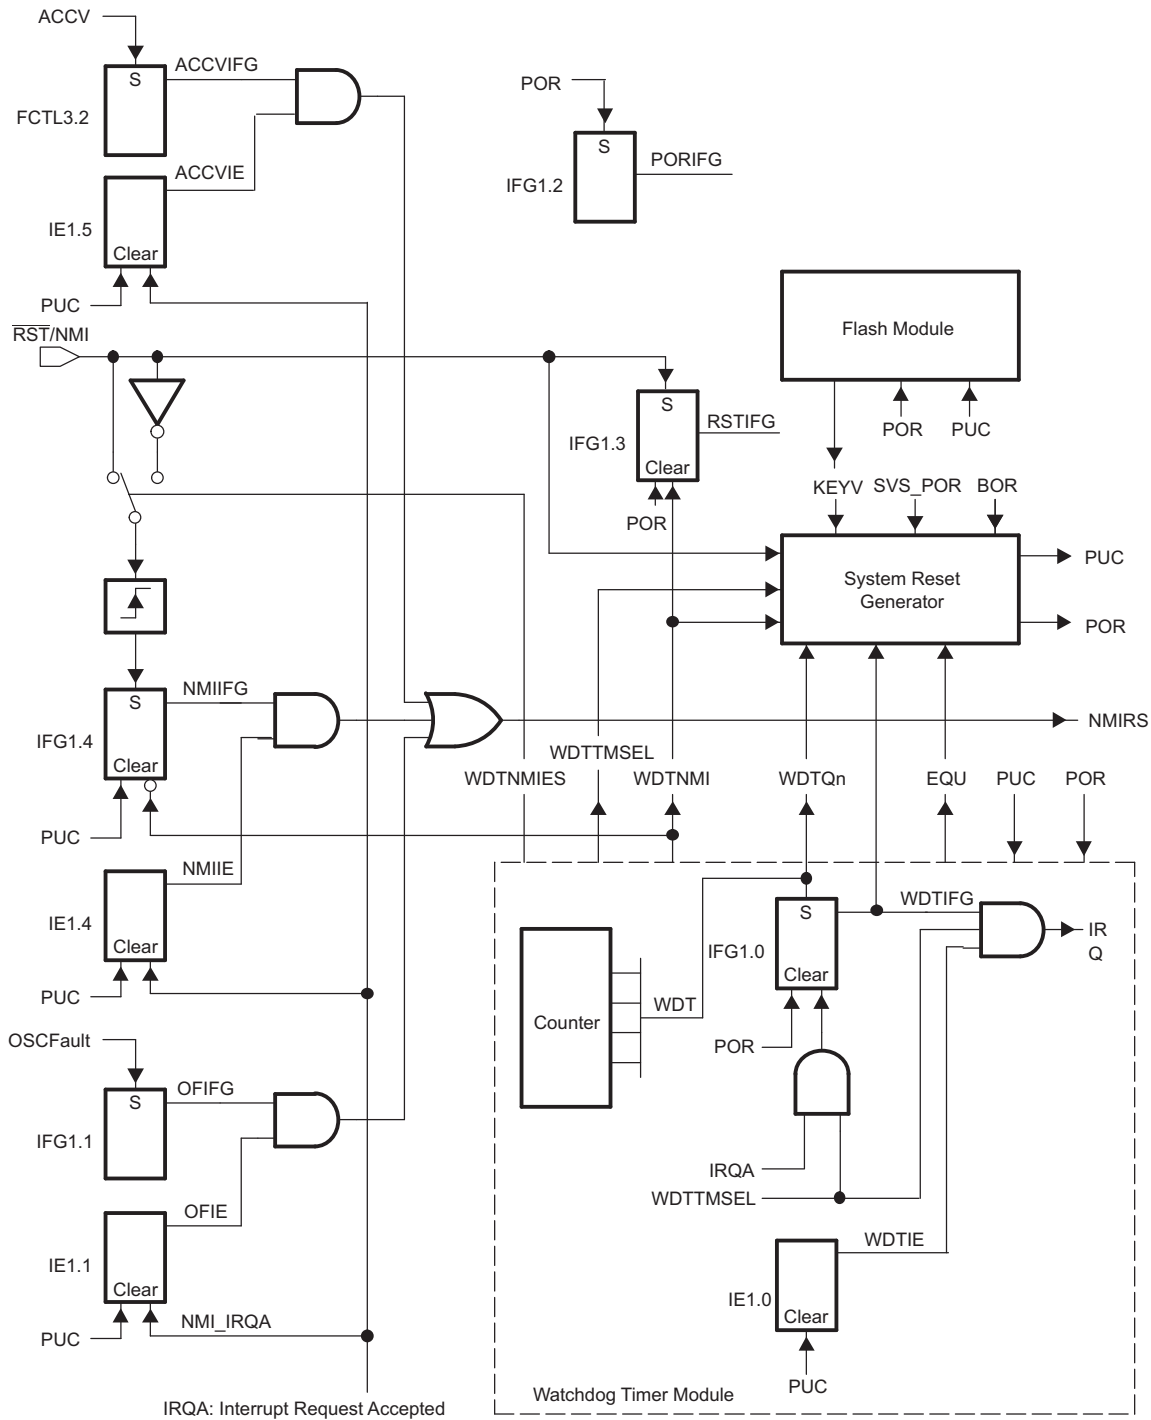 ACCV
S
ACCVIFG
FCTL3.2
ACCVIE
IE1.5
Clear
PUC
POR
S
PORIFG
IFG1.2
RST/NMI
Flash Module
S
RSTIFG
IFG1.3
Clear
POR
POR
PUC
KEYV
SVS_POR
BOR
System Reset
Generator
PUC
POR
S
NMIIFG
IFG1.4
Clear
PUC
NMIRS
WDTTMSEL
WDTNMIES
WDTNMI
WDTQn
EQU
PUC
POR
NMIIE
IE1.4
Clear
PUC
OSCFault
S
OFIFG
IFG1.1
OFIE
IE1.1
Clear
NMI_IRQA
PUC
IRQA: Interrupt Request Accepted
S
WDTIFG
IFG1.0
Clear
IR
Q
Counter
WDT
POR
IRQA
WDTTMSEL
WDTIE
IE1.0
Clear
PUC
Watchdog Timer Module